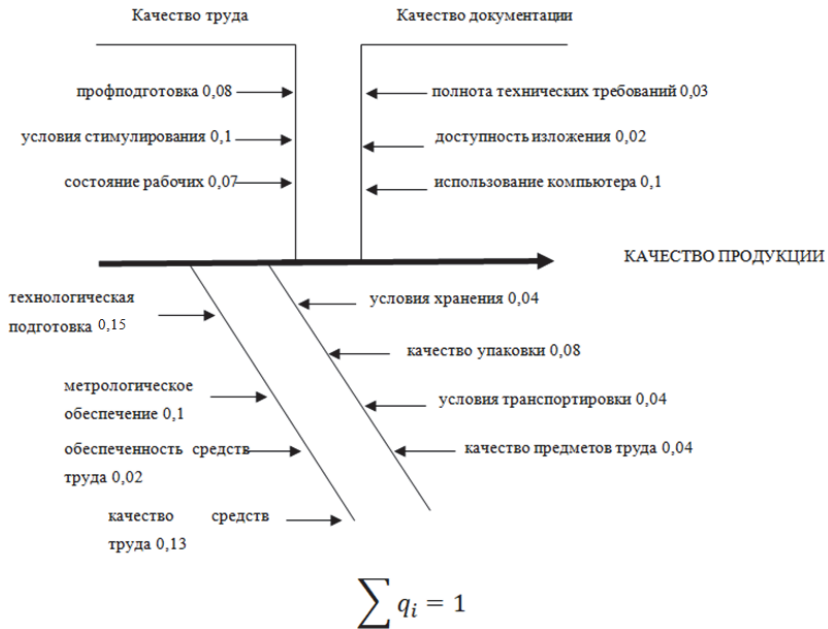 Качество труда
Качество документации
профподготовка 0,08
полнота технических требований 0,03
условия стимулирования 0,1
доступность изложения 0,02
состояние рабочих 0,07
использование компьютера 0,1
КАЧЕСТВО ПРОДУКЦИИ
технологическая
подготовка 0,15
условия хранения 0,04
качество упаковки 0,08
метрологическое
обеспечение 0,1
условия транспортировки 0,04
обеспеченность средств
труда 0,02
качество предметов труда 0,04
качество средств
труда 0,13
∑ qᵢ = 1